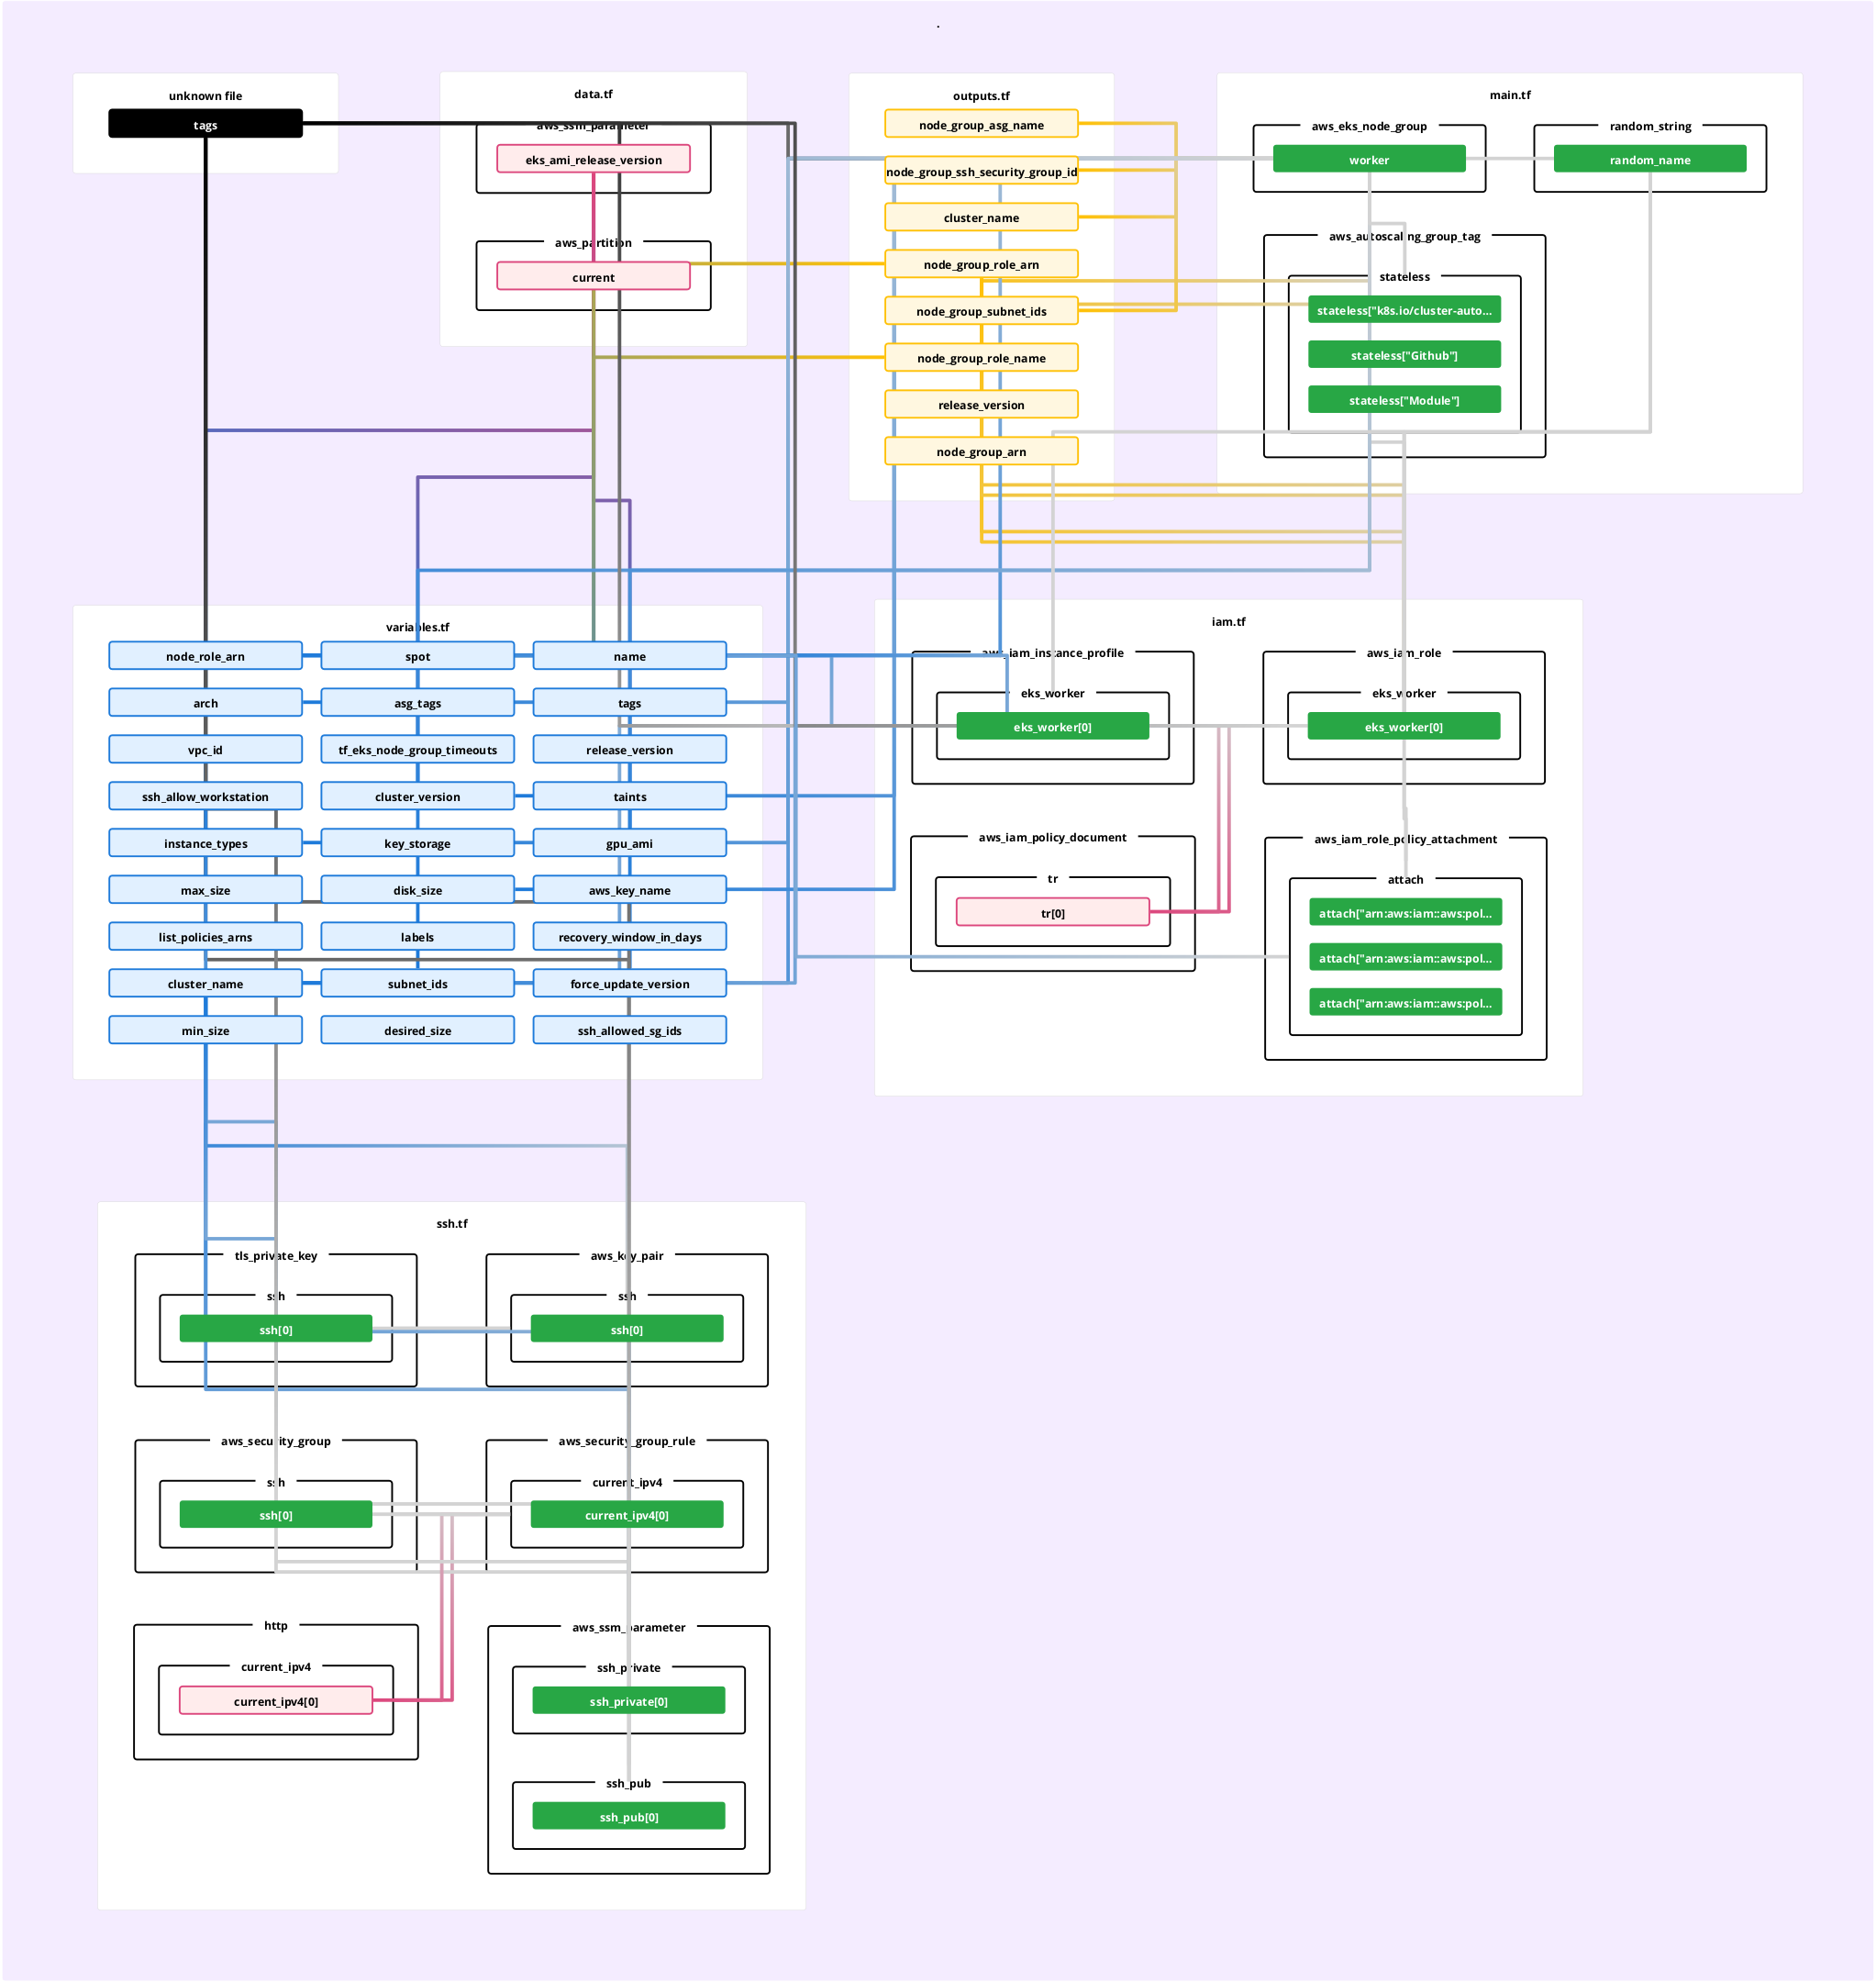 .
unknown file
tags
data.tf
aws_ssm_parameter
eks_ami_release_version
aws_partition
current
outputs.tf
node_group_asg_name
node_group_ssh_security_group_id
cluster_name
node_group_role_arn
node_group_subnet_ids
node_group_role_name
release_version
node_group_arn
main.tf
aws_eks_node_group
worker
random_string
random_name
aws_autoscaling_group_tag
stateless
stateless["k8s.io/cluster-auto...
stateless["Github"]
stateless["Module"]
variables.tf
node_role_arn
spot
name
arch
asg_tags
tags
vpc_id
tf_eks_node_group_timeouts
release_version
ssh_allow_workstation
cluster_version
taints
instance_types
key_storage
gpu_ami
max_size
disk_size
aws_key_name
list_policies_arns
labels
recovery_window_in_days
cluster_name
subnet_ids
force_update_version
min_size
desired_size
ssh_allowed_sg_ids
iam.tf
aws_iam_instance_profile
eks_worker
eks_worker[0]
aws_iam_role
eks_worker
eks_worker[0]
aws_iam_policy_document
tr
tr[0]
aws_iam_role_policy_attachment
attach
attach["arn:aws:iam::aws:pol...
attach["arn:aws:iam::aws:pol...
attach["arn:aws:iam::aws:pol...
ssh.tf
tls_private_key
ssh
ssh[0]
aws_key_pair
ssh
ssh[0]
aws_security_group
ssh
ssh[0]
aws_security_group_rule
current_ipv4
current_ipv4[0]
http
current_ipv4
current_ipv4[0]
aws_ssm_parameter
ssh_private
ssh_private[0]
ssh_pub
ssh_pub[0]